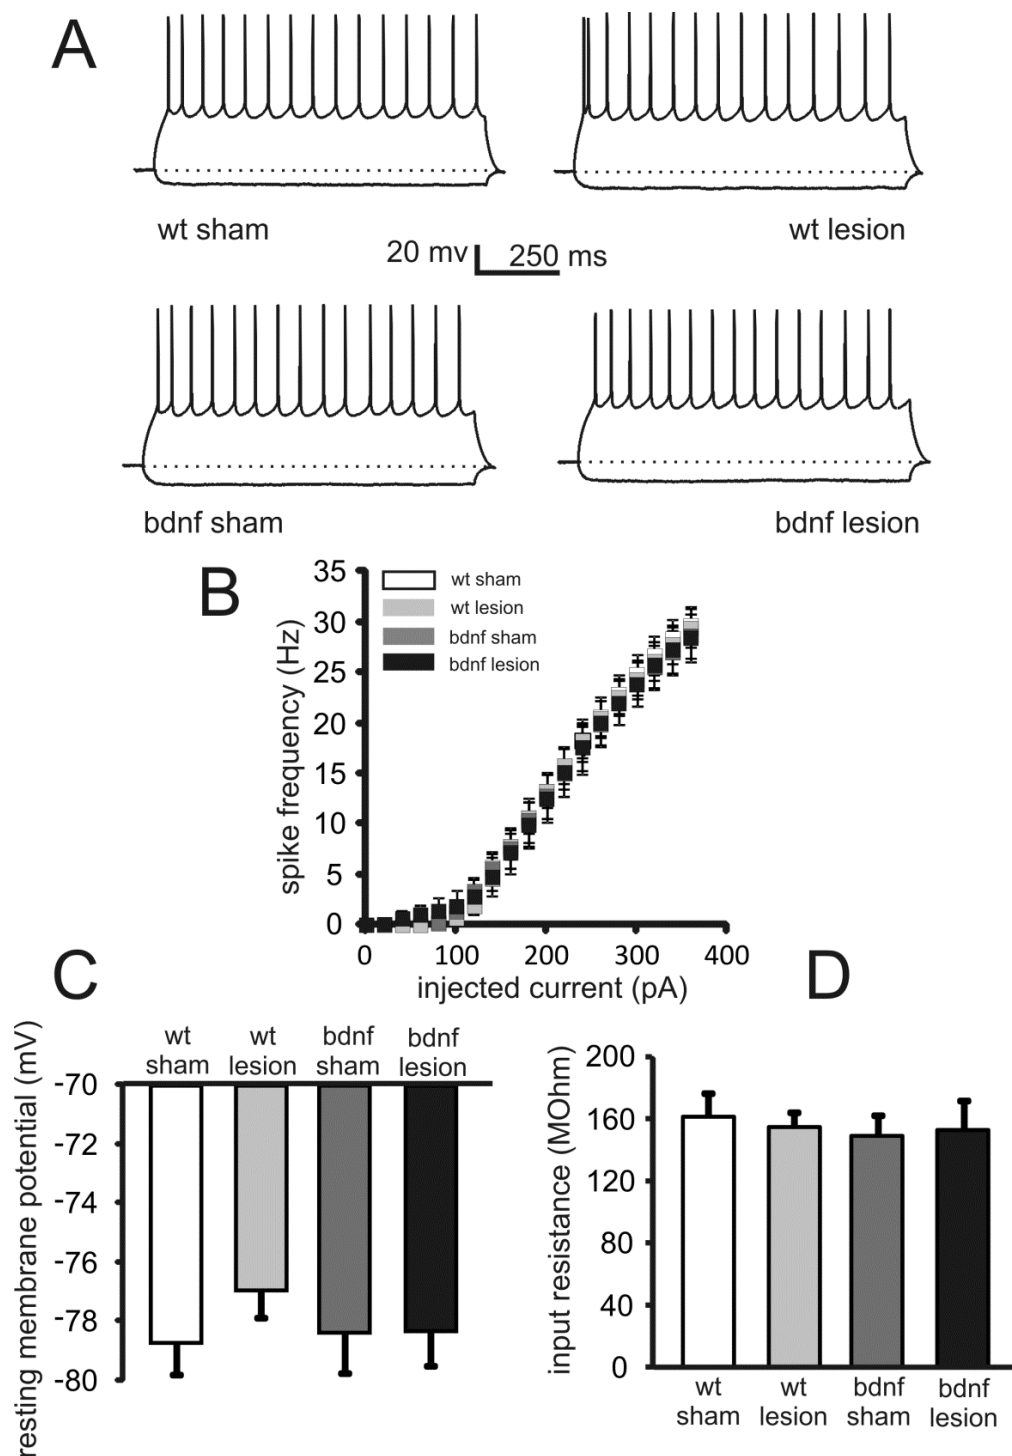 A
wt sham
wt lesion
20 mv
250 ms
bdnf sham
bdnf lesion
B
wt sham
wt lesion
bdnf sham
bdnf lesion
spike frequency (Hz)
35
30
25
20
15
10
5
0
0 100 200 300 400
injected current (pA)
C
resting membrane potential (mV)
wt sham
wt lesion
bdnf sham
bdnf lesion
-70
-72
-74
-76
-78
-80
D
input resistance (MOhm)
200
160
120
80
40
0
wt sham
wt lesion
bdnf sham
bdnf lesion